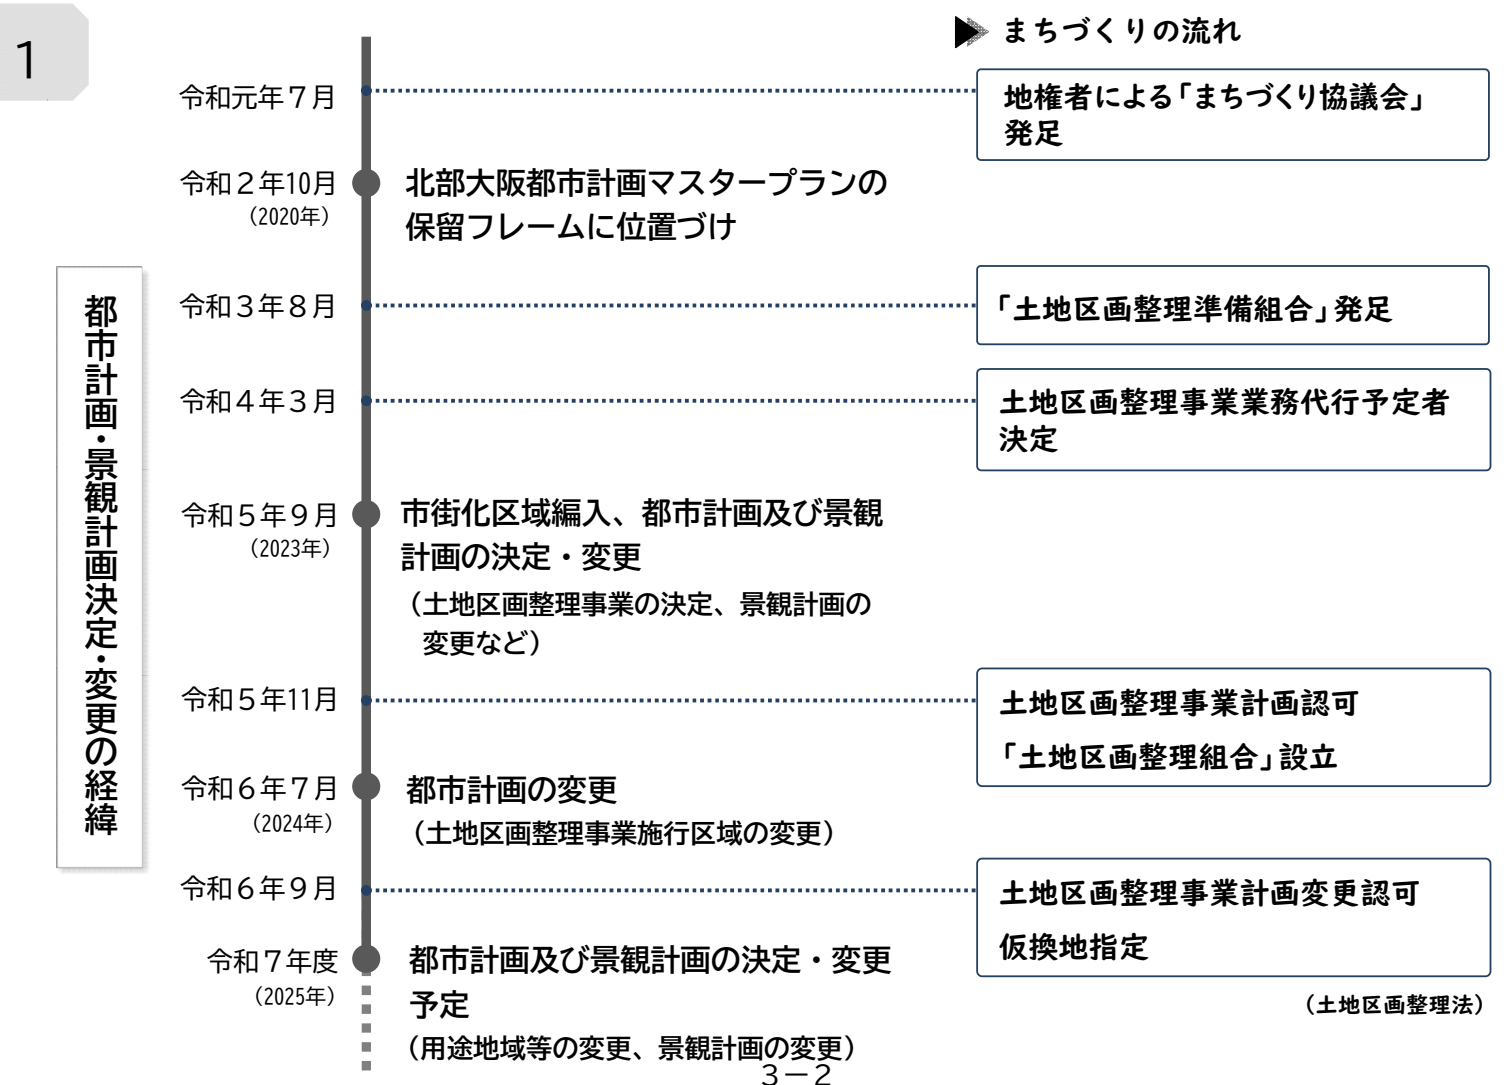 1
まちづくりの流れ
都市計画・景観計画決定・変更の経緯
令和元年7月
地権者による「まちづくり協議会」
発足
令和2年10月
(2020年)
北部大阪都市計画マスタープランの
保留フレームに位置づけ
令和3年8月
「土地区画整理準備組合」発足
令和4年3月
土地区画整理事業業務代行予定者
決定
令和5年9月
(2023年)
市街化区域編入、都市計画及び景観
計画の決定・変更
(土地区画整理事業の決定、景観計画の
変更など)
令和5年11月
土地区画整理事業計画認可
「土地区画整理組合」設立
令和6年7月
(2024年)
都市計画の変更
(土地区画整理事業施行区域の変更)
令和6年9月
土地区画整理事業計画変更認可
仮換地指定
令和7年度
(2025年)
都市計画及び景観計画の決定・変更
予定
(用途地域等の変更、景観計画の変更)
(土地区画整理法)
3－2